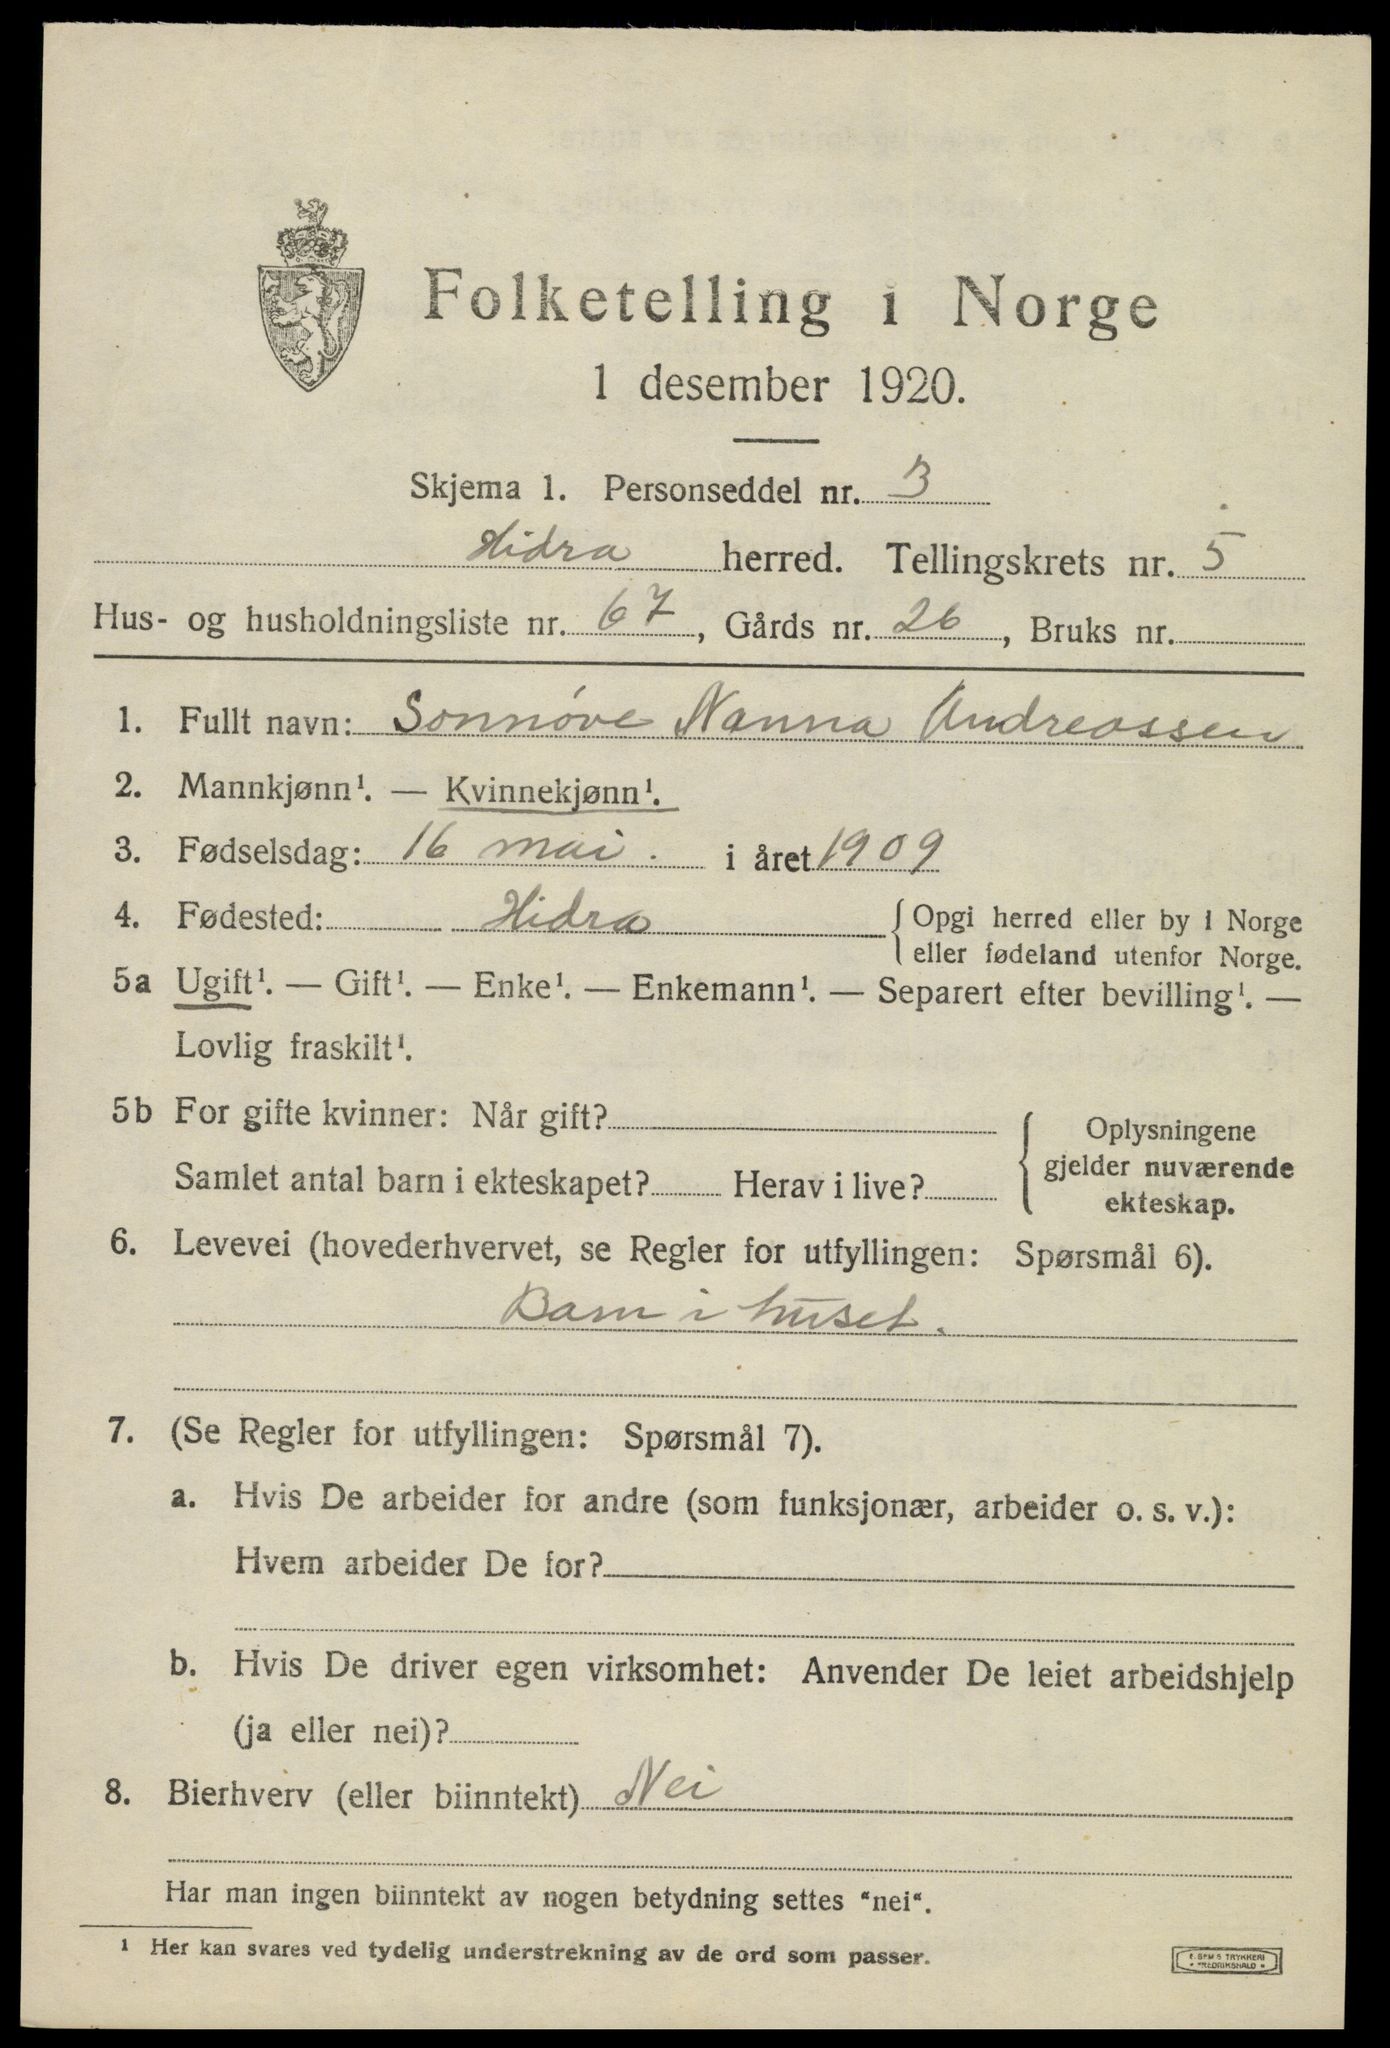 Folketelling i Norge
1 desember 1920.
Skjema 1. Personseddel nr. 3
Hidra herred. Tellingskrets nr. 5
Hus- og husholdningsliste nr. 67, Gårds nr. 26, Bruks nr.
1. Fullt navn: Sonnøve Nanna Andreassen
2. Mannkjønn¹. — Kvinnekjønn¹.
3. Fødselsdag: 16 mai. i året 1909
4. Fødested: Hidra { Opgi herred eller by i Norge
eller fødeland utenfor Norge.
5a Ugift¹. — Gift¹. — Enke¹. — Enkemann¹. — Separert efter bevilling¹. —
Lovlig fraskilt¹.
5b For gifte kvinner: Når gift? { Oplysningene
gjelder nuværende
ekteskap.
Samlet antal barn i ekteskapet? Herav i live?
6. Levevei (hovederhvervet, se Regler for utfyllingen: Spørsmål 6).
Barn i huset.
7. (Se Regler for utfyllingen: Spørsmål 7).
a. Hvis De arbeider for andre (som funksjonær, arbeider o. s. v.):
Hvem arbeider De for?
b. Hvis De driver egen virksomhet: Anvender De leiet arbeidshjelp
(ja eller nei)?
8. Bierhverv (eller biinntekt) Nei
Har man ingen biinntekt av nogen betydning settes “nei“.
¹ Her kan svares ved tydelig understrekning av de ord som passer.
E. SEM'S TRYKKERI
FREDRIKSHALD